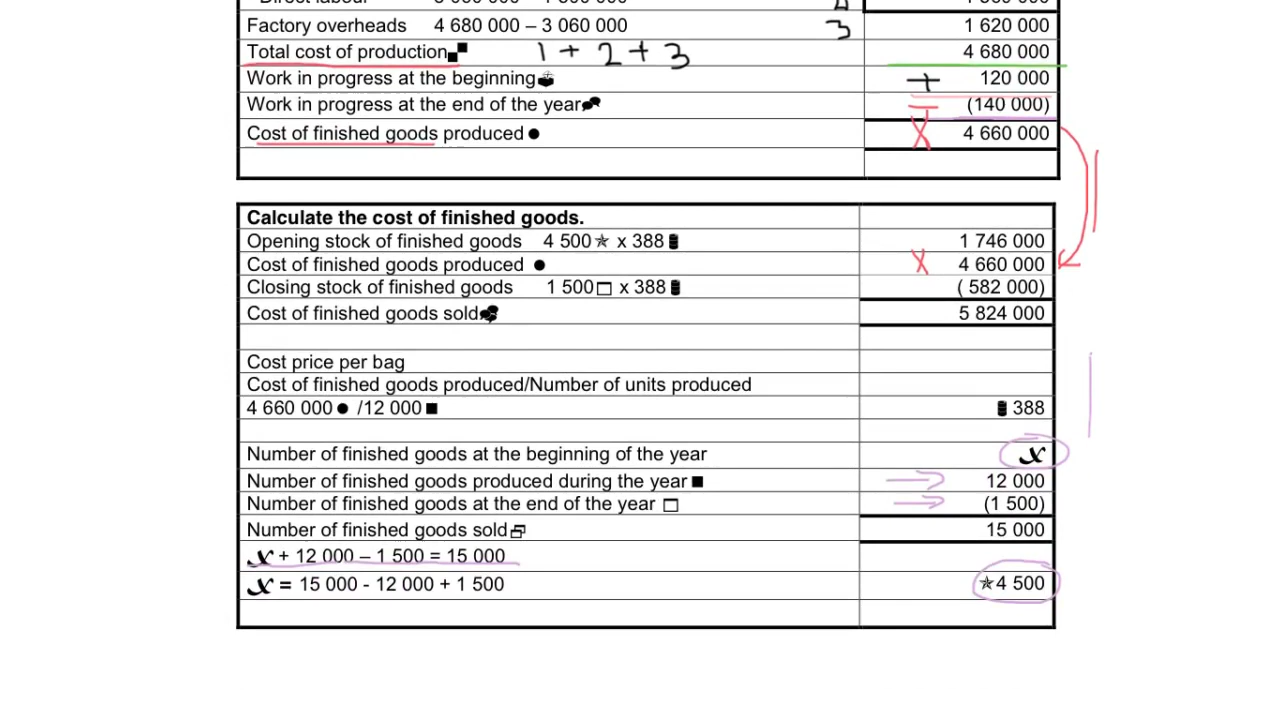 Factory overheads 4 680 000 – 3 060 000 3 1 620 000
Total cost of production 1 + 2 + 3 4 680 000
Work in progress at the beginning + 120 000
Work in progress at the end of the year (140 000)
Cost of finished goods produced X 4 660 000
Calculate the cost of finished goods.
Opening stock of finished goods 4 500 x 388 1 746 000
Cost of finished goods produced X 4 660 000
Closing stock of finished goods 1 500 x 388 ( 582 000)
Cost of finished goods sold 5 824 000
Cost price per bag
Cost of finished goods produced/Number of units produced
4 660 000 /12 000 388
Number of finished goods at the beginning of the year x
Number of finished goods produced during the year 12 000
Number of finished goods at the end of the year (1 500)
Number of finished goods sold 15 000
x + 12 000 – 1 500 = 15 000
x = 15 000 - 12 000 + 1 500 4 500